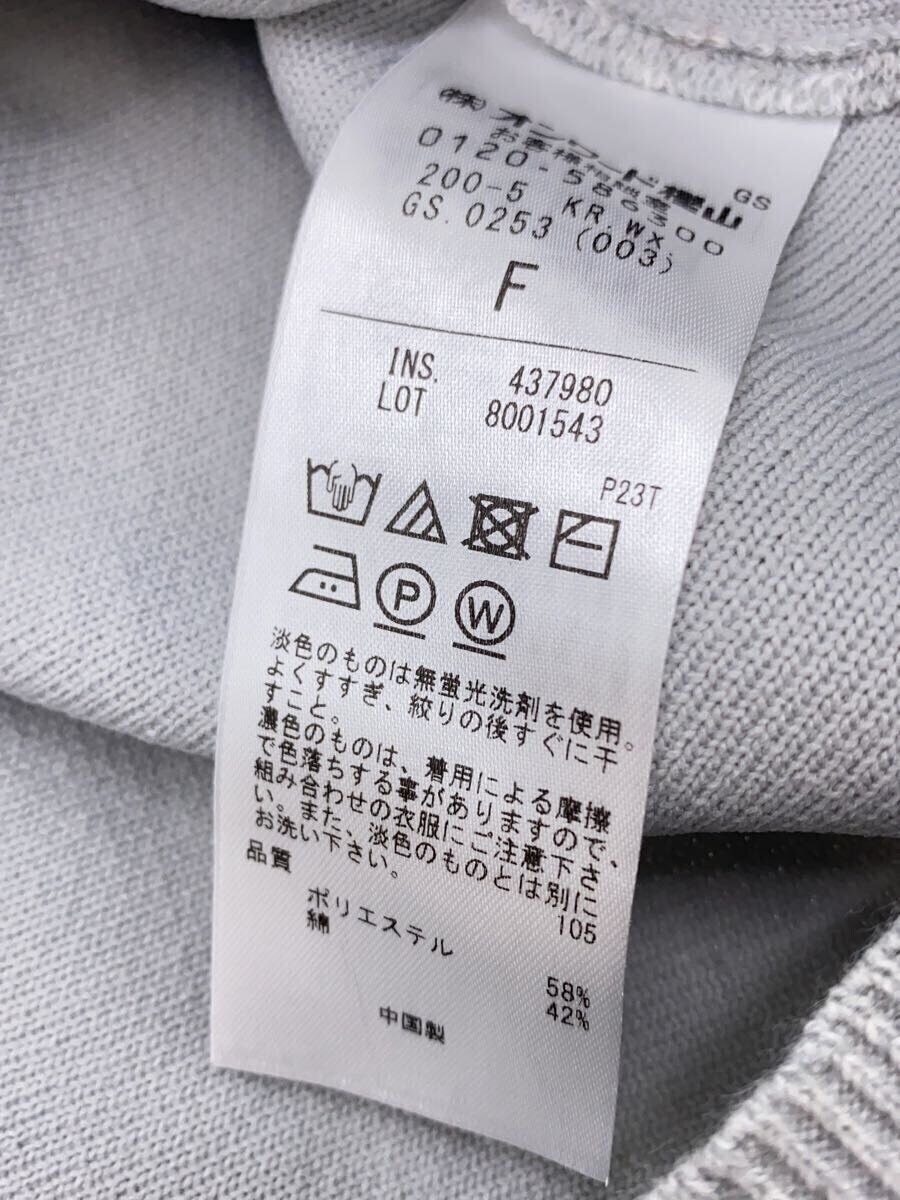 (株)オンワード樫山
お客様相談室 GS
0120-586300
200-5 KR.WX
GS.0253 (003)
F
INS. 437980
LOT 8001543
P23T
P W
淡色のものは無蛍光洗剤を使用。
よくすすぎ、絞りの後すぐに干
すこと。
濃色のものは、着用による摩擦
で色落ちする事がありますので、
組み合わせの衣服にご注意下さ
い。また、淡色のものとは別に
お洗い下さい。
105
品質
ポリエステル 58%
綿 42%
中国製